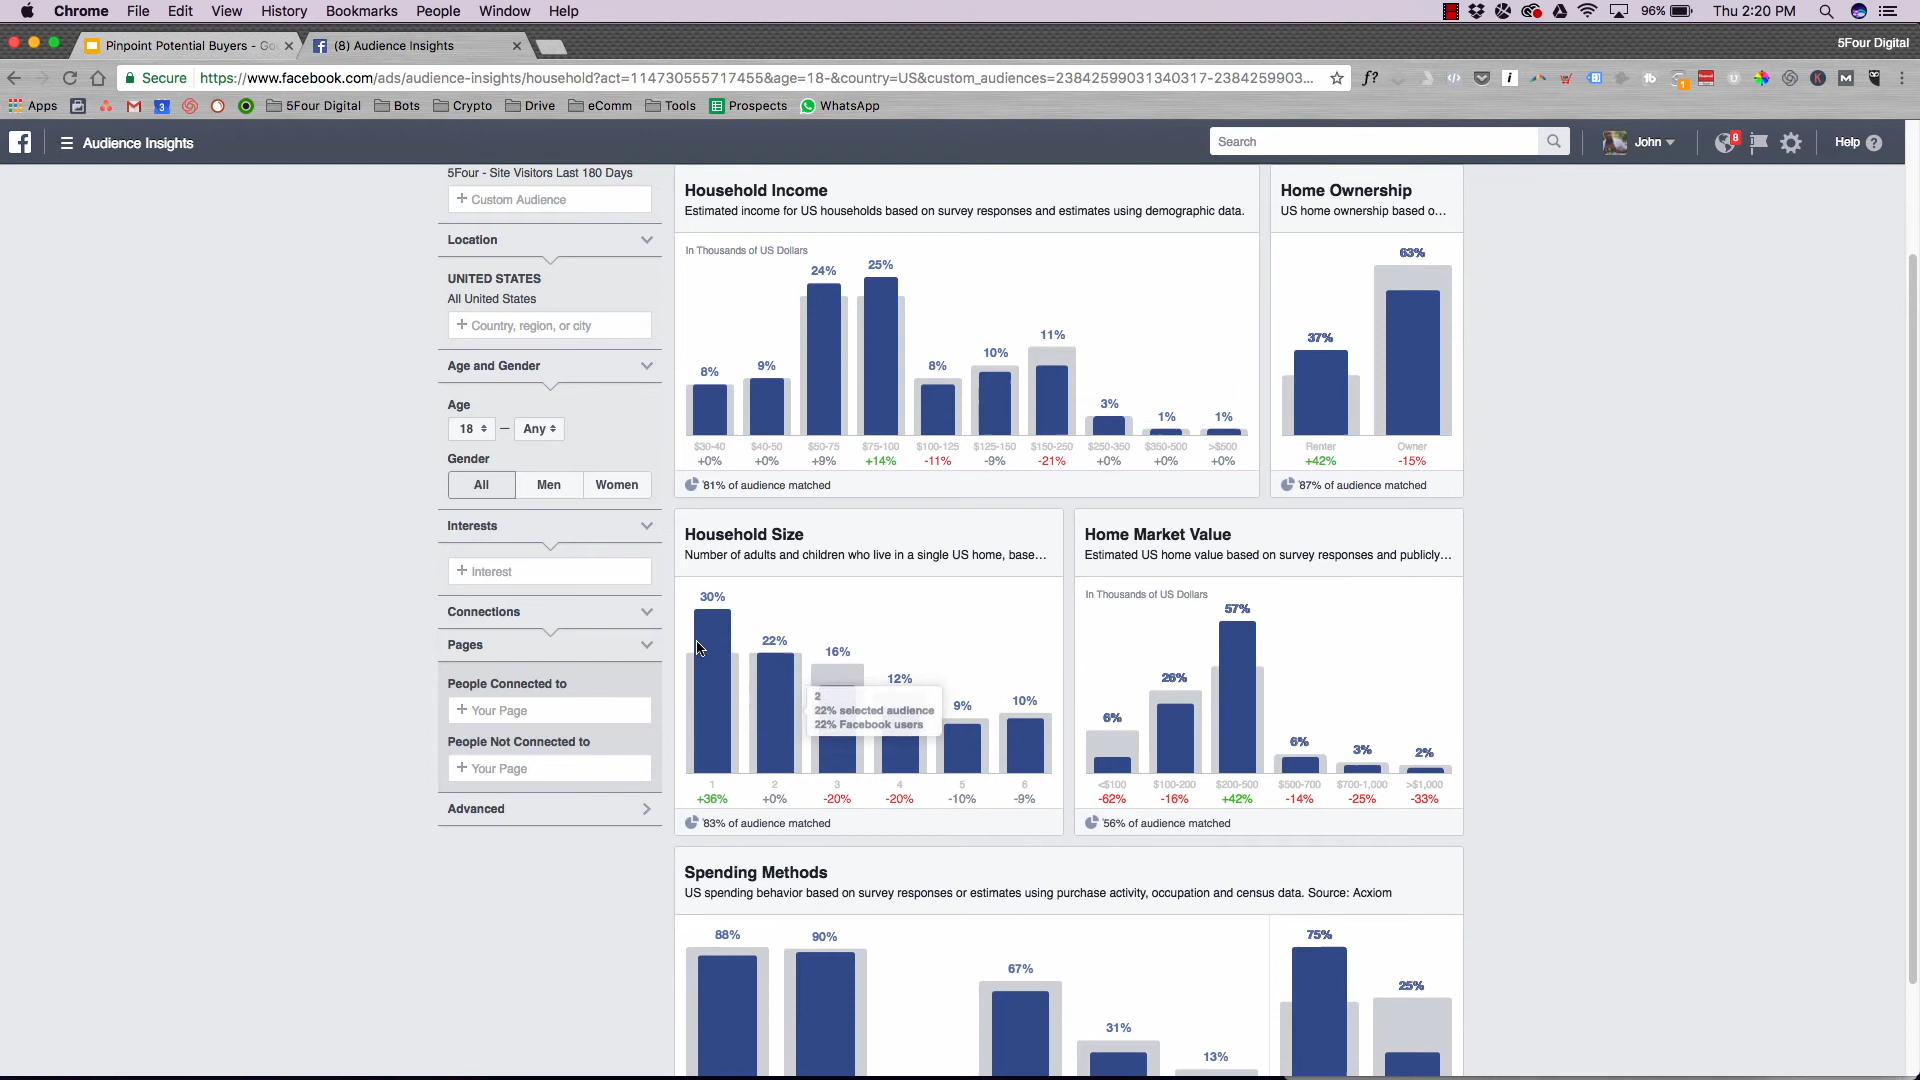 Chrome File Edit View History Bookmarks People Window Help
96% Thu 2:20 PM
Pinpoint Potential Buyers - Go
(8) Audience Insights
5Four Digital
Secure https://www.facebook.com/ads/audience-insights/household?act=114730555717455&age=18-&country=US&custom_audiences=23842599031340317-2384259903...
Apps 5Four Digital Bots Crypto Drive eComm Tools Prospects WhatsApp
Audience Insights
Search
John
8
Help
5Four - Site Visitors Last 180 Days
+ Custom Audience
Location
UNITED STATES
All United States
+ Country, region, or city
Age and Gender
Age
18 — Any
Gender
All Men Women
Interests
+ Interest
Connections
Pages
People Connected to
+ Your Page
People Not Connected to
+ Your Page
Advanced
Household Income
Estimated income for US households based on survey responses and estimates using demographic data.
In Thousands of US Dollars
8% 9% 24% 25% 8% 10% 11% 3% 1% 1%
$30-40 $40-50 $50-75 $75-100 $100-125 $125-150 $150-250 $250-350 $350-500 >$500
+0% +0% +9% +14% -11% -9% -21% +0% +0% +0%
81% of audience matched
Home Ownership
US home ownership based o...
37% 63%
Renter Owner
+42% -15%
87% of audience matched
Household Size
Number of adults and children who live in a single US home, base...
30% 22% 16% 12% 9% 10%
2
22% selected audience
22% Facebook users
1 2 3 4 5 6
+36% +0% -20% -20% -10% -9%
83% of audience matched
Home Market Value
Estimated US home value based on survey responses and publicly...
In Thousands of US Dollars
6% 26% 57% 6% 3% 2%
<$100 $100-200 $200-500 $500-700 $700-1,000 >$1,000
-62% -16% +42% -14% -25% -33%
56% of audience matched
Spending Methods
US spending behavior based on survey responses or estimates using purchase activity, occupation and census data. Source: Acxiom
88% 90% 67% 31% 13% 75% 25%